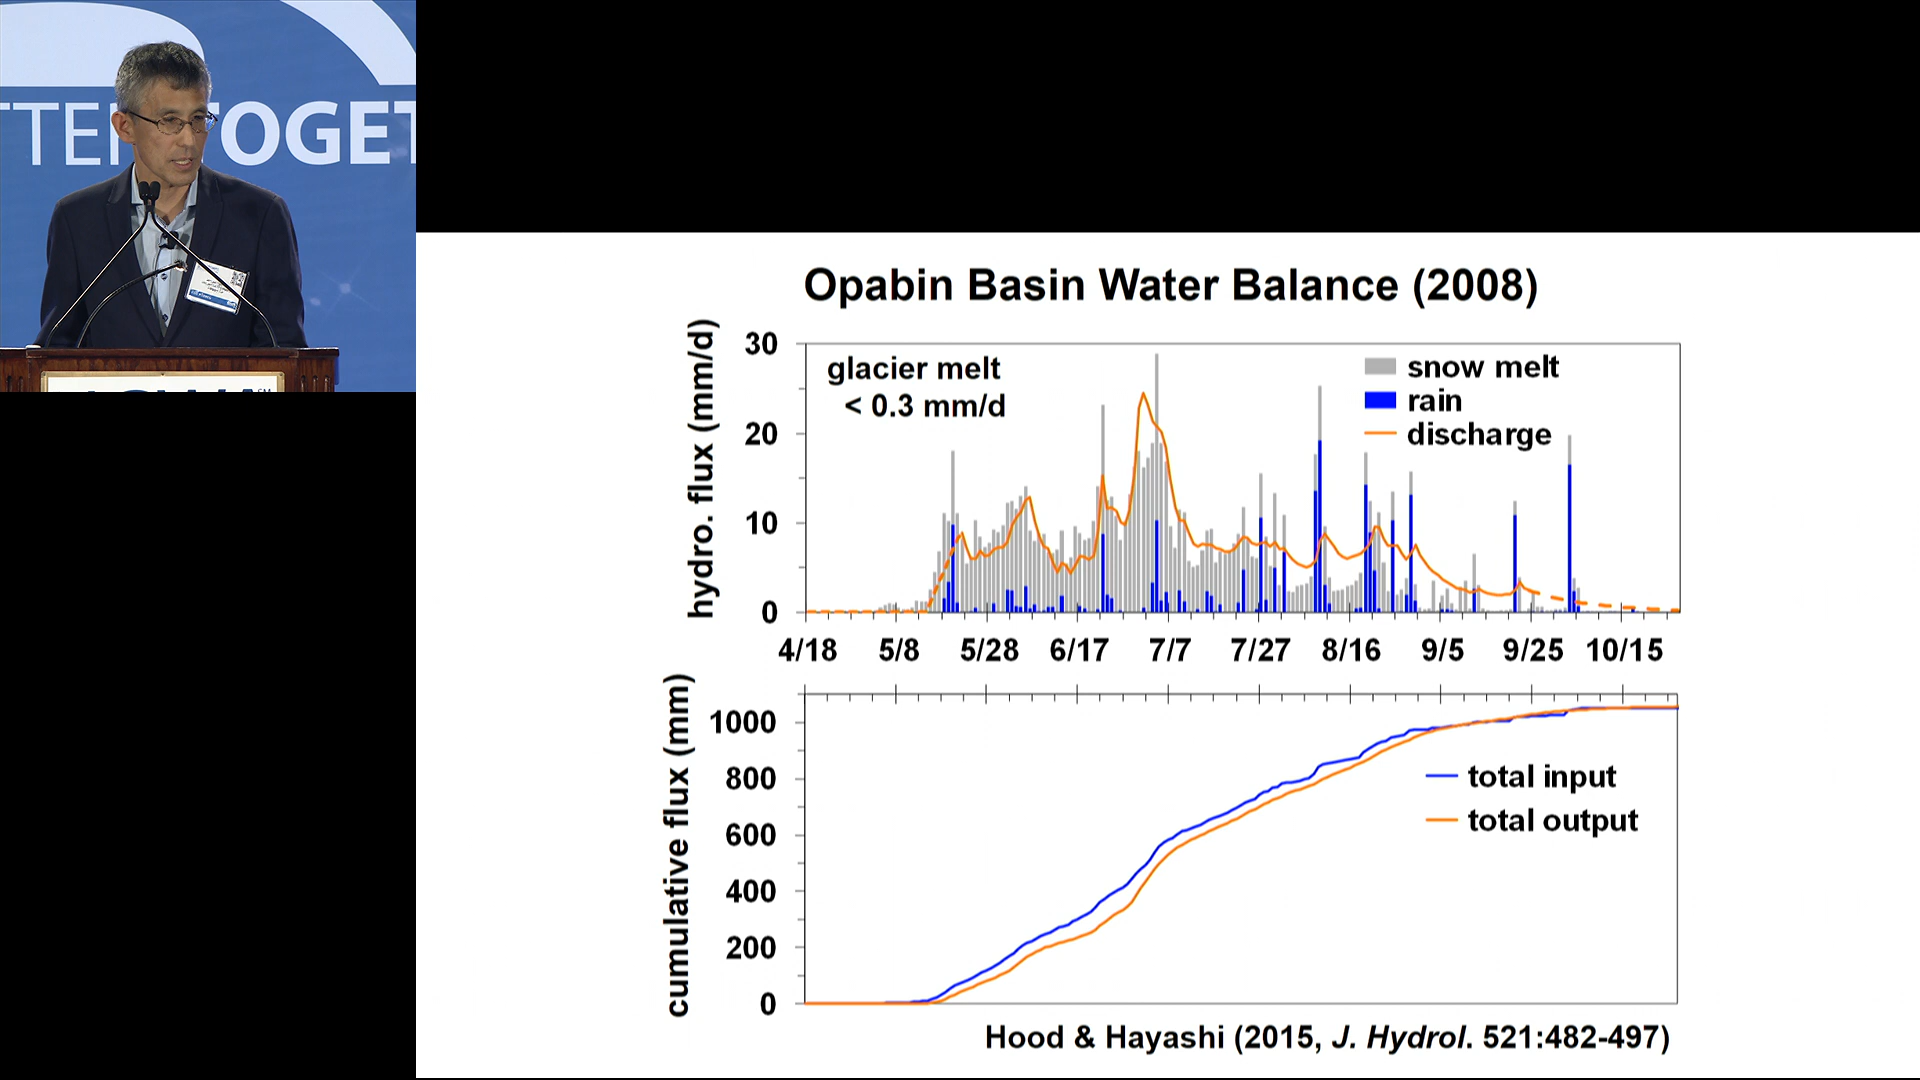 TTE TOGET
Opabin Basin Water Balance (2008)
hydro. flux (mm/d)
30
20
10
0
glacier melt
< 0.3 mm/d
snow melt
rain
discharge
4/18 5/8 5/28 6/17 7/7 7/27 8/16 9/5 9/25 10/15
cumulative flux (mm)
1000
800
600
400
200
0
total input
total output
Hood & Hayashi (2015, J. Hydrol. 521:482-497)